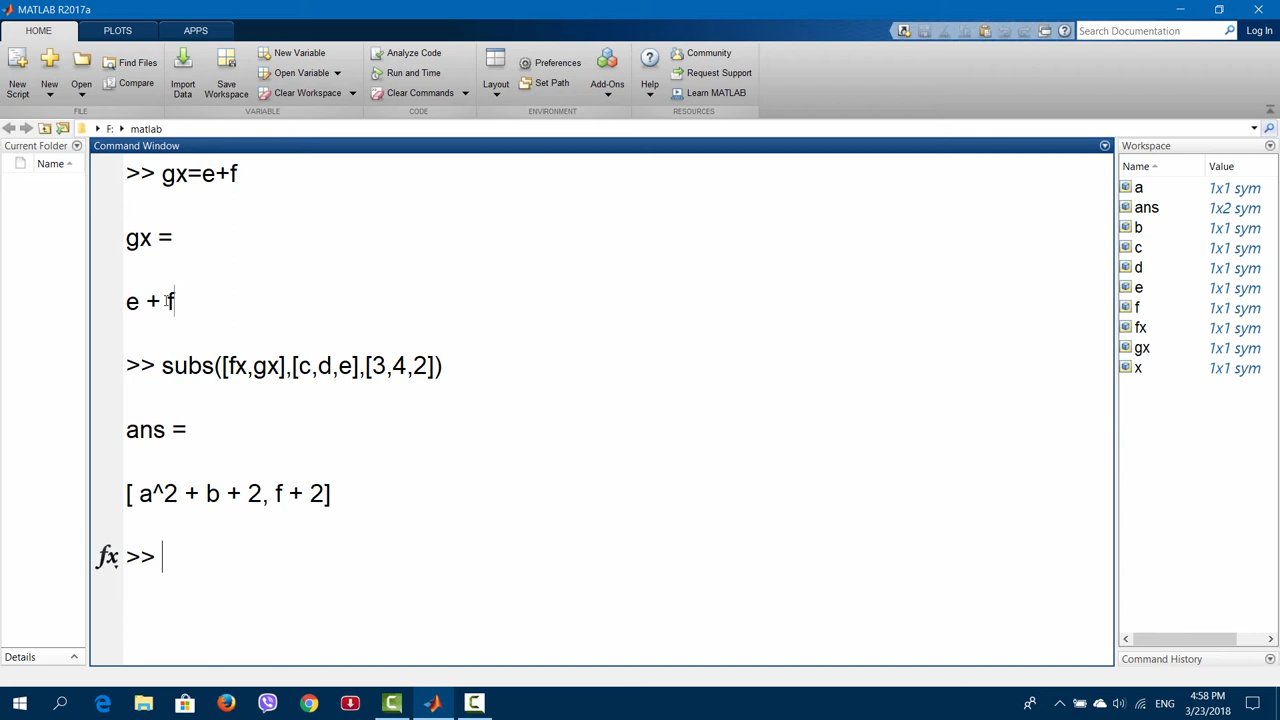 MATLAB R2017a
HOME PLOTS APPS Search Documentation Log In
New Script New Open Find Files Compare Import Data Save Workspace New Variable Open Variable Clear Workspace Analyze Code Run and Time Clear Commands Layout Preferences Set Path Add-Ons Help Community Request Support Learn MATLAB
FILE VARIABLE CODE ENVIRONMENT RESOURCES
F: matlab
Current Folder
Name
Details
Command Window
>> gx=e+f
gx =
e + f
>> subs([fx,gx],[c,d,e],[3,4,2])
ans =
[ a^2 + b + 2, f + 2]
fx >>
Workspace
Name Value
a 1x1 sym
ans 1x2 sym
b 1x1 sym
c 1x1 sym
d 1x1 sym
e 1x1 sym
f 1x1 sym
fx 1x1 sym
gx 1x1 sym
x 1x1 sym
Command History
ENG
4:58 PM
3/23/2018